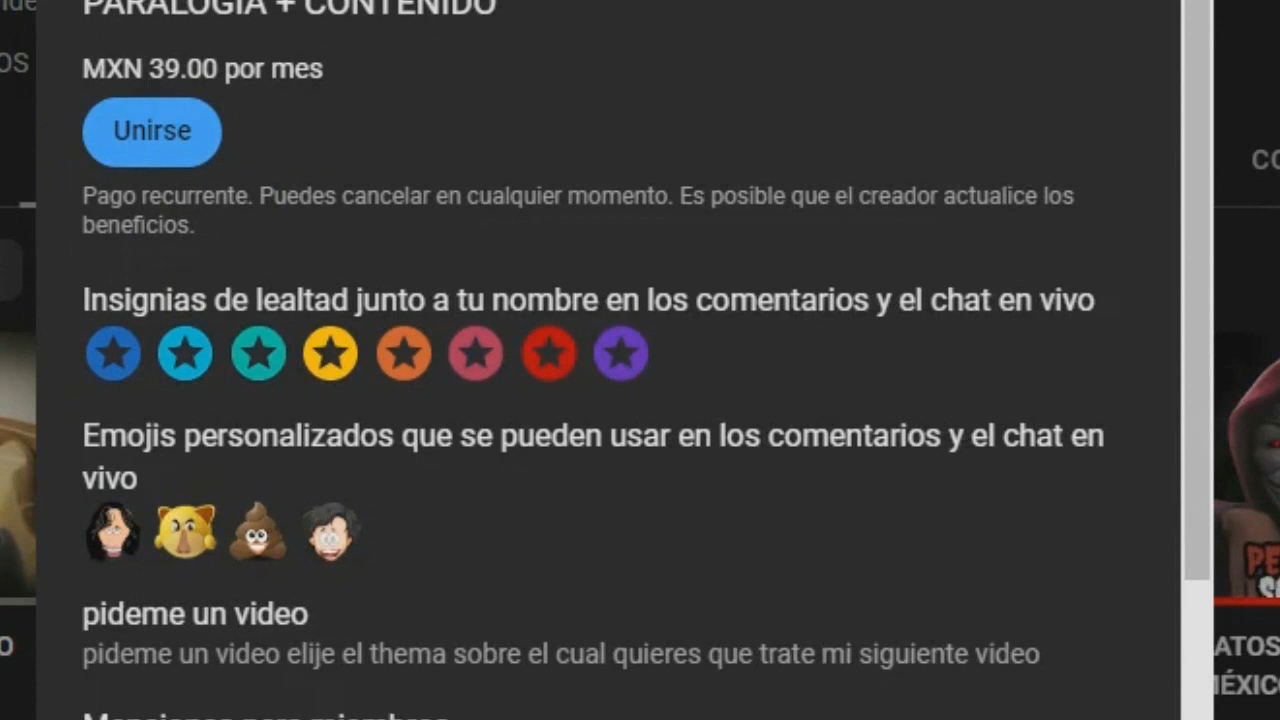 PARALOGIA + CONTENIDO
MXN 39.00 por mes
Unirse
Pago recurrente. Puedes cancelar en cualquier momento. Es posible que el creador actualice los
beneficios.
Insignias de lealtad junto a tu nombre en los comentarios y el chat en vivo
Emojis personalizados que se pueden usar en los comentarios y el chat en
vivo
pideme un video
pideme un video elije el thema sobre el cual quieres que trate mi siguiente video